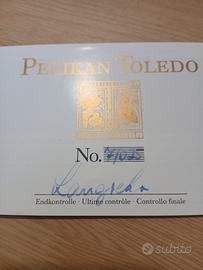 PELIKAN TOLEDO
No.
Endkontrolle · Ultime contrôle · Controllo finale
subito